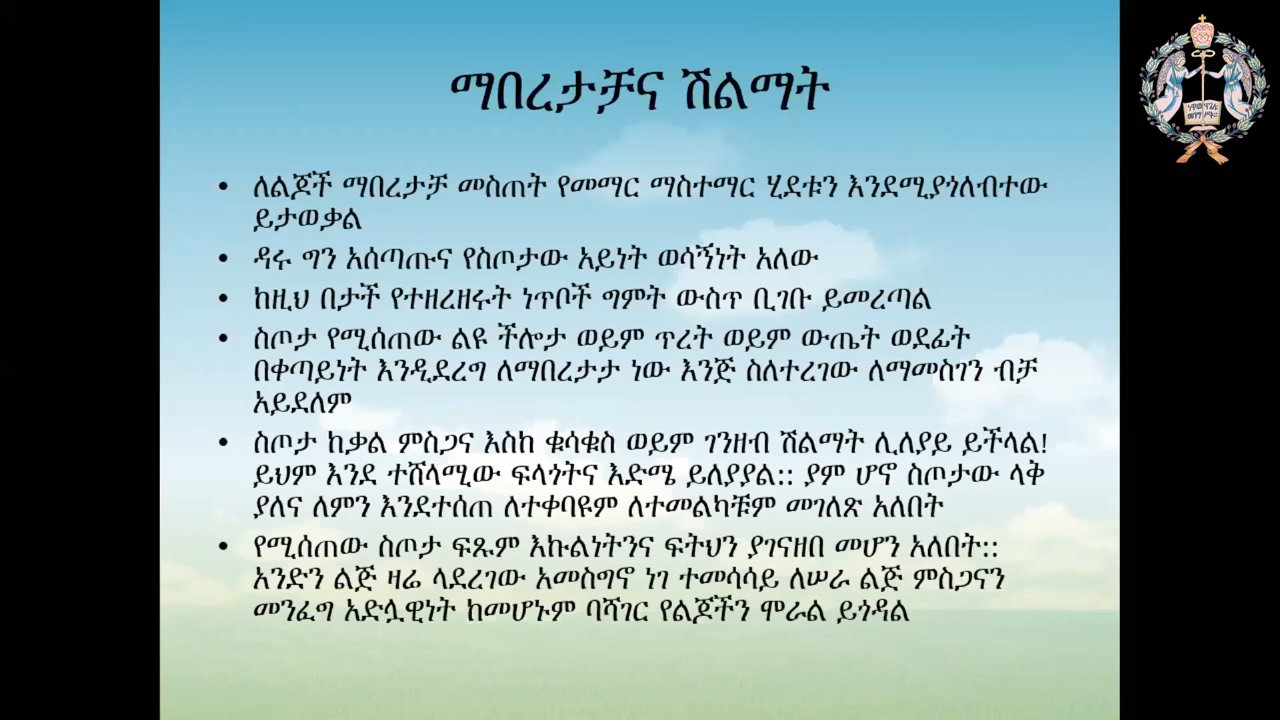 ማበረታቻና ሽልማት
• ለልጆች ማበረታቻ መስጠት የመማር ማስተማር ሂደቱን እንደሚያጎለብተው
ይታወቃል
• ዳሩ ግን አሰጣጡና የስጦታው አይነት ወሳኝነት አለው
• ከዚህ በታች የተዘረዘሩት ነጥቦች ግምት ውስጥ ቢገቡ ይመረጣል
• ስጦታ የሚሰጠው ልዩ ችሎታ ወይም ጥረት ወይም ውጤት ወደፊት
በቀጣይነት እንዲደረግ ለማበረታታ ነው እንጅ ስለተረገው ለማመስገን ብቻ
አይደለም
• ስጦታ ከቃል ምስጋና እስከ ቁሳቁስ ወይም ገንዘብ ሽልማት ሊለያይ ይችላል!
ይህም እንደ ተሸላሚው ፍላጎትና እድሜ ይለያያል:: ያም ሆኖ ስጦታው ላቅ
ያለና ለምን እንደተሰጠ ለተቀባዩም ለተመልካቹም መገለጽ አለበት
• የሚሰጠው ስጦታ ፍጹም እኩልነትንና ፍትህን ያገናዘበ መሆን አለበት::
አንድን ልጅ ዛሬ ላደረገው አመስግኖ ነገ ተመሳሳይ ለሠራ ልጅ ምስጋናን
መንፈግ አድሏዊነት ከመሆኑም ባሻገር የልጆችን ሞራል ይጎዳል